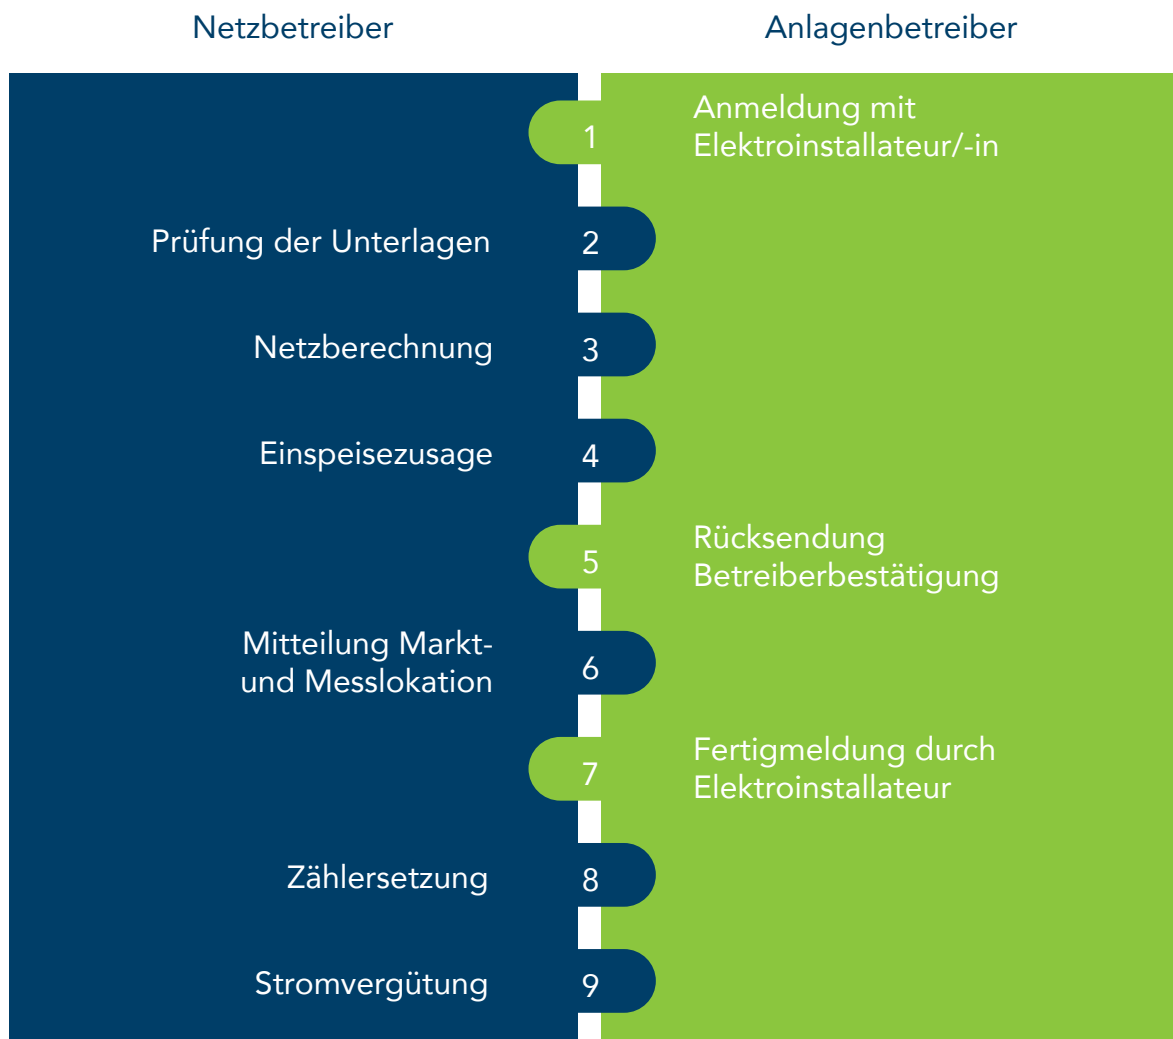 Netzbetreiber
Anlagenbetreiber
1
Anmeldung mit
Elektroinstallateur/-in
Prüfung der Unterlagen
2
Netzberechnung
3
Einspeisezusage
4
5
Rücksendung
Betreiberbestätigung
Mitteilung Markt-
und Messlokation
6
7
Fertigmeldung durch
Elektroinstallateur
Zählersetzung
8
Stromvergütung
9